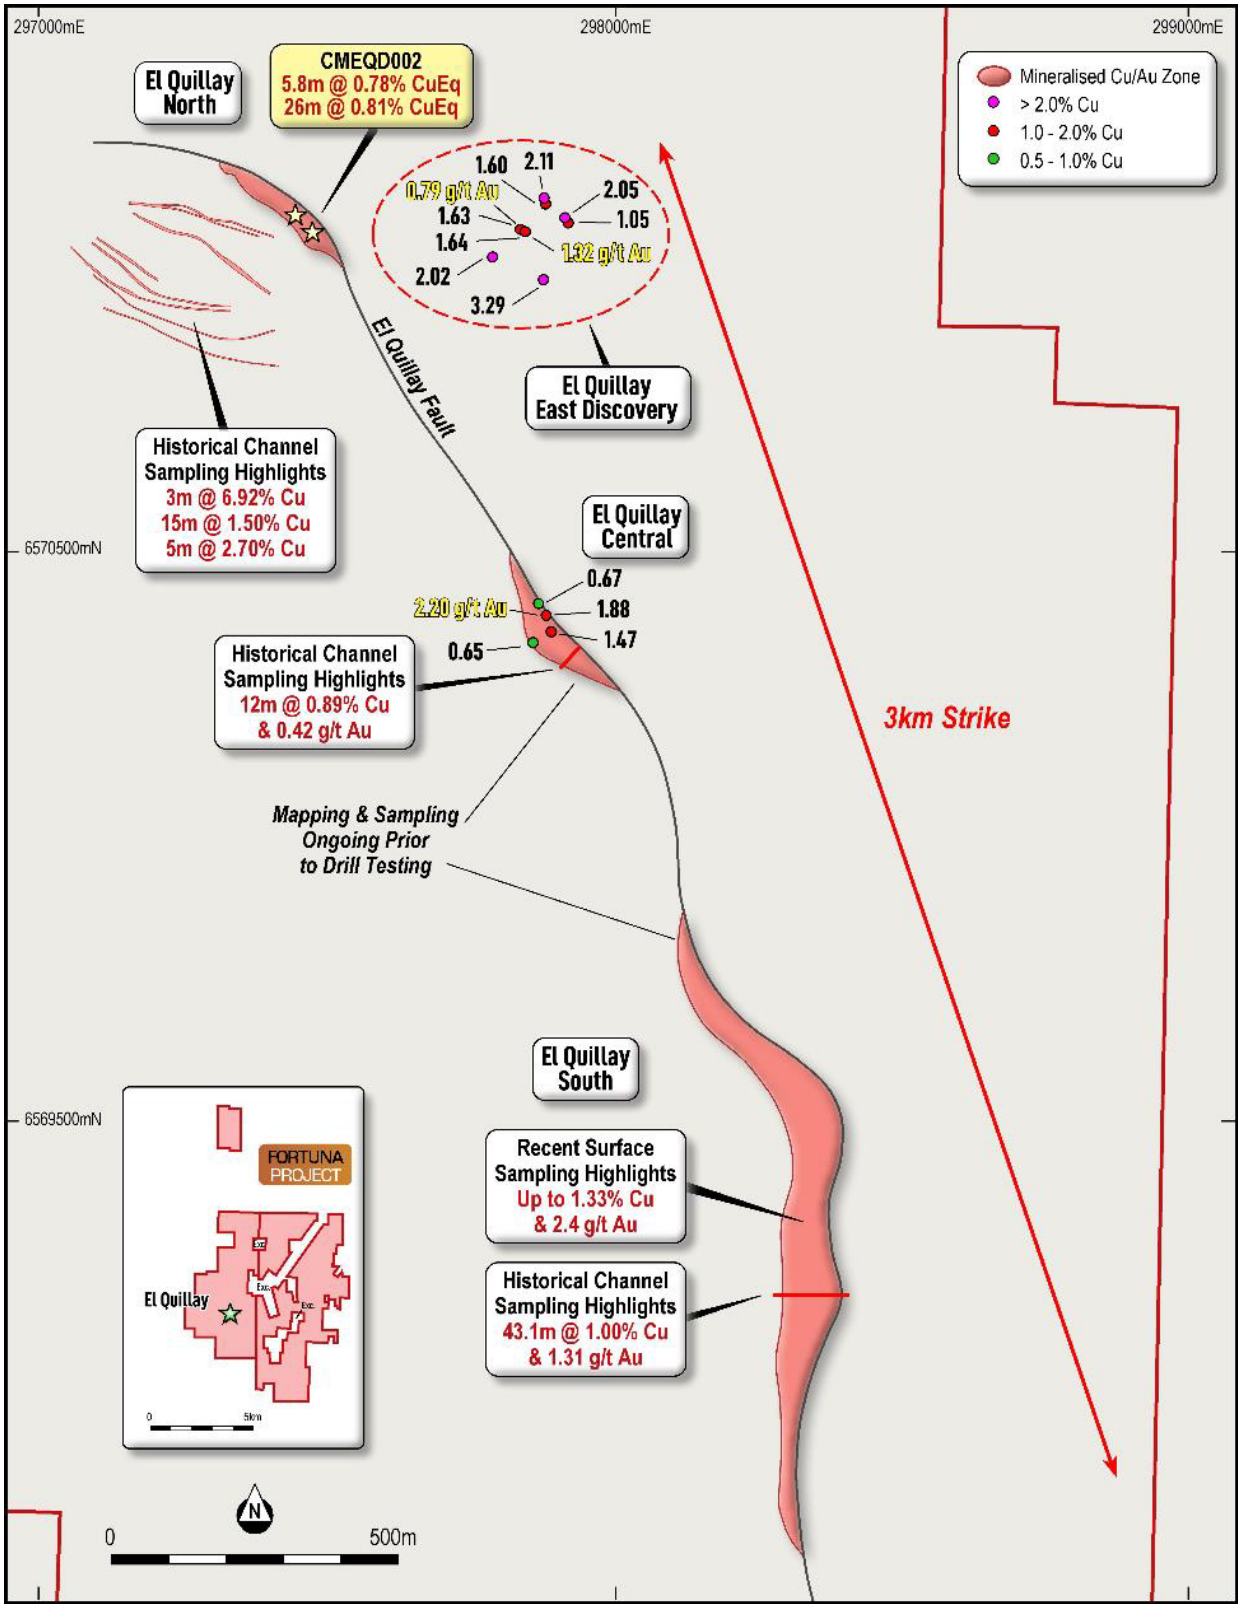 297000mE
298000mE
299000mE
El Quillay
North
CMEQD002
5.8m @ 0.78% CuEq
26m @ 0.81% CuEq
Mineralised Cu/Au Zone
> 2.0% Cu
1.0 - 2.0% Cu
0.5 - 1.0% Cu
1.60
2.11
0.79 g/t Au
2.05
1.63
1.05
1.64
1.32 g/t Au
2.02
3.29
El Quillay Fault
El Quillay
East Discovery
Historical Channel
Sampling Highlights
3m @ 6.92% Cu
15m @ 1.50% Cu
5m @ 2.70% Cu
6570500mN
El Quillay
Central
0.67
2.20 g/t Au
1.88
1.47
0.65
Historical Channel
Sampling Highlights
12m @ 0.89% Cu
& 0.42 g/t Au
3km Strike
Mapping & Sampling
Ongoing Prior
to Drill Testing
El Quillay
South
6569500mN
Recent Surface
Sampling Highlights
Up to 1.33% Cu
& 2.4 g/t Au
Historical Channel
Sampling Highlights
43.1m @ 1.00% Cu
& 1.31 g/t Au
FORTUNA
PROJECT
Exc.
Exc.
Exc.
El Quillay
0
5km
N
0
500m